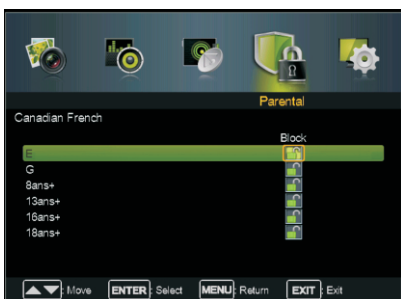 Parental
Canadian French
Block
E
G
8ans+
13ans+
16ans+
18ans+
▲▼: Move ENTER: Select MENU: Return EXIT: Exit